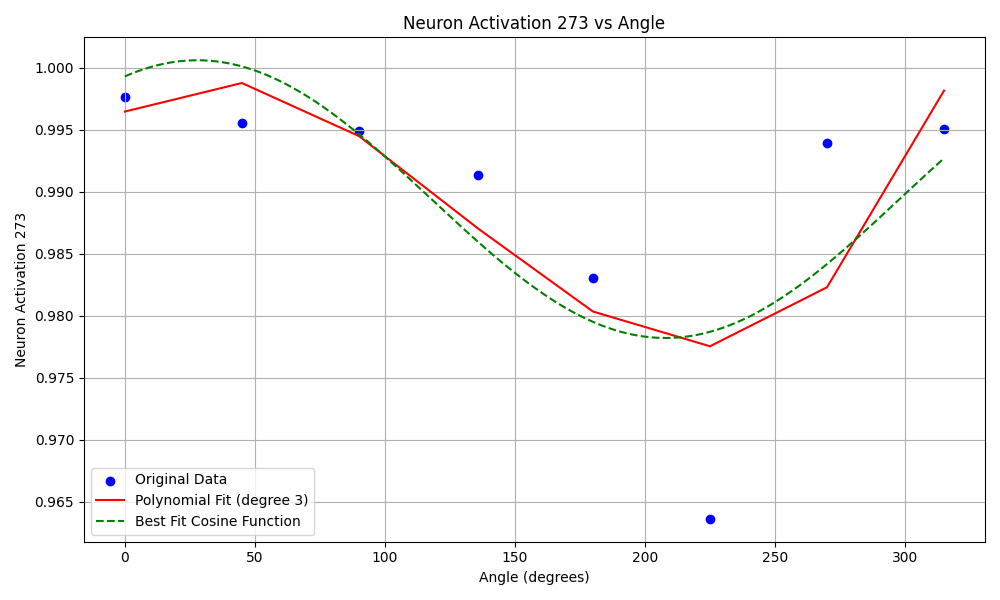 Neuron Activation 273 vs Angle
Neuron Activation 273
1.000
0.995
0.990
0.985
0.980
0.975
0.970
0.965
Original Data
Polynomial Fit (degree 3)
Best Fit Cosine Function
0 50 100 150 200 250 300
Angle (degrees)